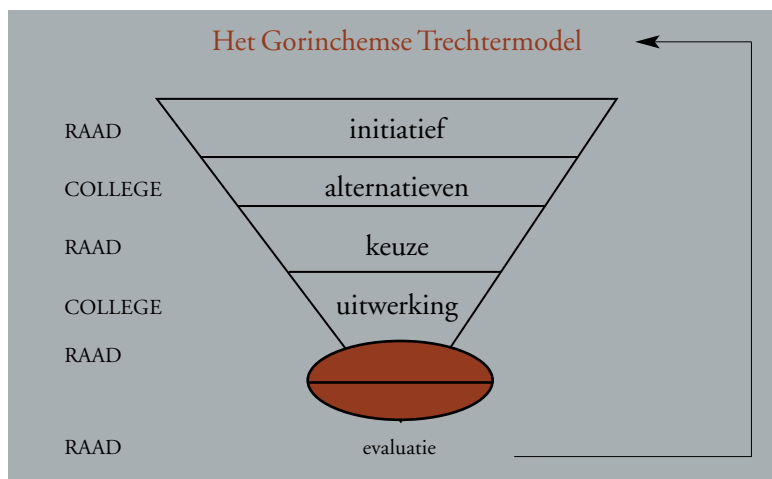 Het Gorinchemse Trechtermodel
RAAD initiatief
COLLEGE alternatieven
RAAD keuze
COLLEGE uitwerking
RAAD
RAAD evaluatie